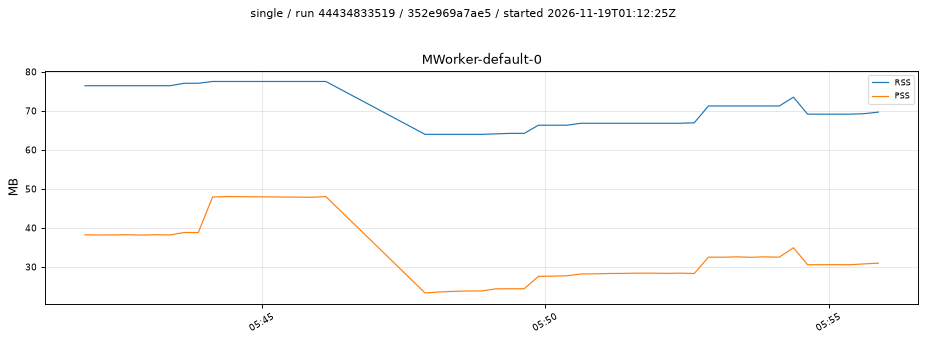 single / run 44434833519 / 352e969a7ae5 / started 2026-11-19T01:12:25Z
MWorker-default-0
RSS
PSS
MB
80
70
60
50
40
30
05:45
05:50
05:55